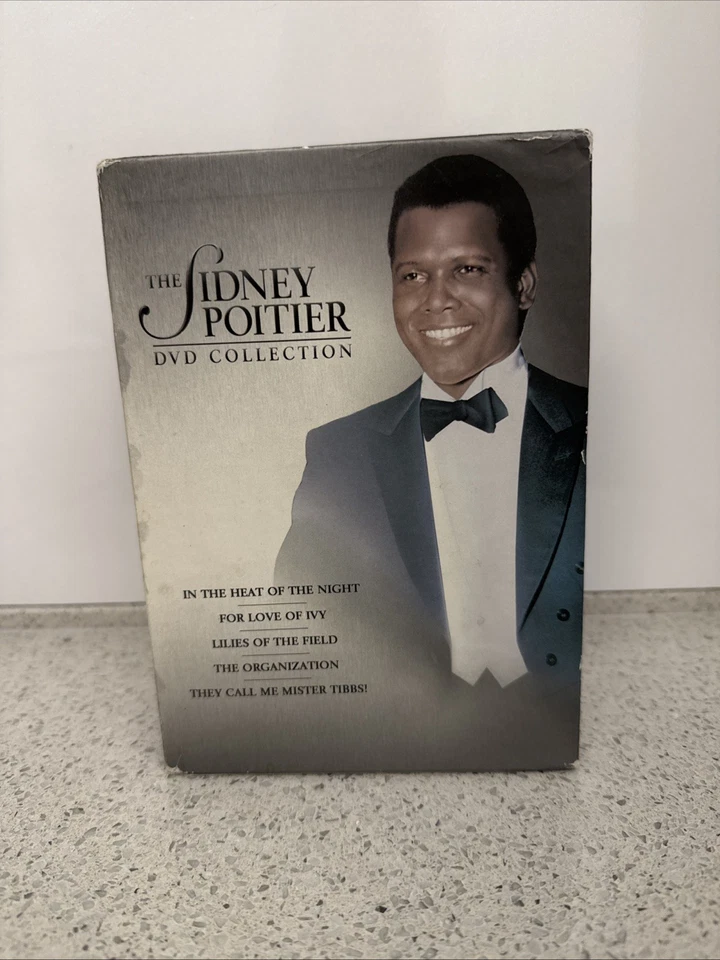 THE SIDNEY
POITIER
DVD COLLECTION
IN THE HEAT OF THE NIGHT
FOR LOVE OF IVY
LILIES OF THE FIELD
THE ORGANIZATION
THEY CALL ME MISTER TIBBS!